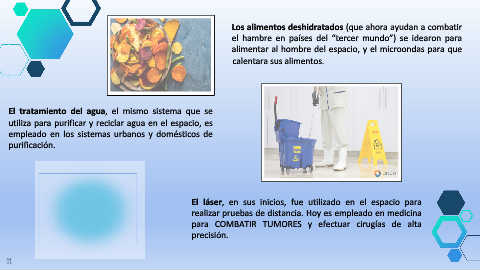 Los alimentos deshidratados (que ahora ayudan a combatir
el hambre en países del “tercer mundo”) se idearon para
alimentar al hombre del espacio, y el microondas para que
calentara sus alimentos.
El tratamiento del agua, el mismo sistema que se
utiliza para purificar y reciclar agua en el espacio, es
empleado en los sistemas urbanos y domésticos de
purificación.
El láser, en sus inicios, fue utilizado en el espacio para
realizar pruebas de distancia. Hoy es empleado en medicina
para COMBATIR TUMORES y efectuar cirugías de alta
precisión.